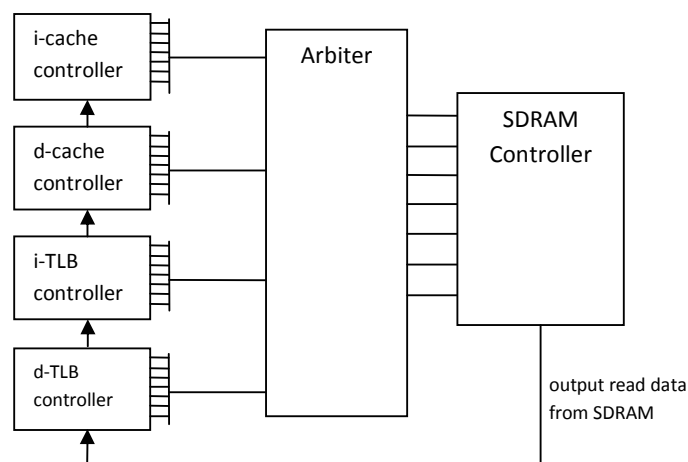 i-cache
controller
d-cache
controller
i-TLB
controller
d-TLB
controller
Arbiter
SDRAM
Controller
output read data
from SDRAM